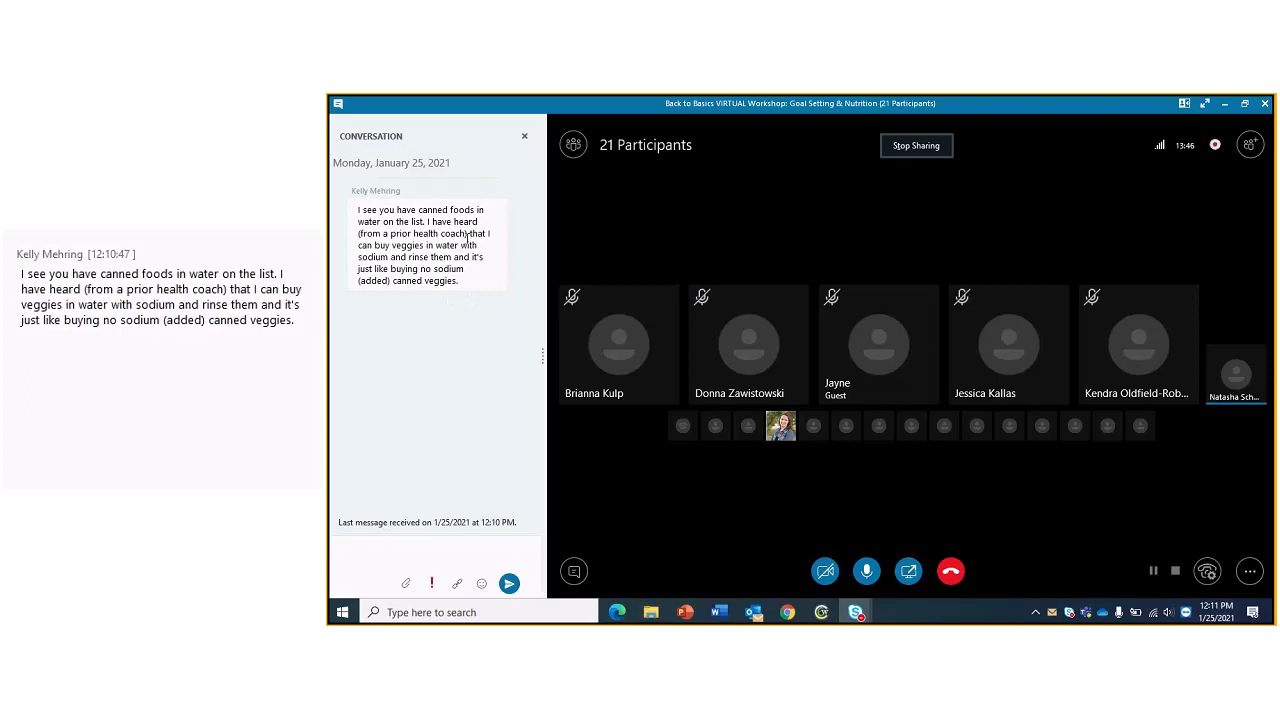 Kelly Mehring [12:10:47]
I see you have canned foods in water on the list. I
have heard (from a prior health coach) that I can buy
veggies in water with sodium and rinse them and it's
just like buying no sodium (added) canned veggies.
Back to Basics VIRTUAL Workshop: Goal Setting & Nutrition (21 Participants)
CONVERSATION
Monday, January 25, 2021
Kelly Mehring
I see you have canned foods in
water on the list. I have heard
(from a prior health coach) that I
can buy veggies in water with
sodium and rinse them and it's
just like buying no sodium
(added) canned veggies.
Last message received on 1/25/2021 at 12:10 PM.
21 Participants
Stop Sharing
13:46
Brianna Kulp
Donna Zawistowski
Jayne
Guest
Jessica Kallas
Kendra Oldfield-Rob...
Natasha Sch...
Type here to search
12:11 PM
1/25/2021